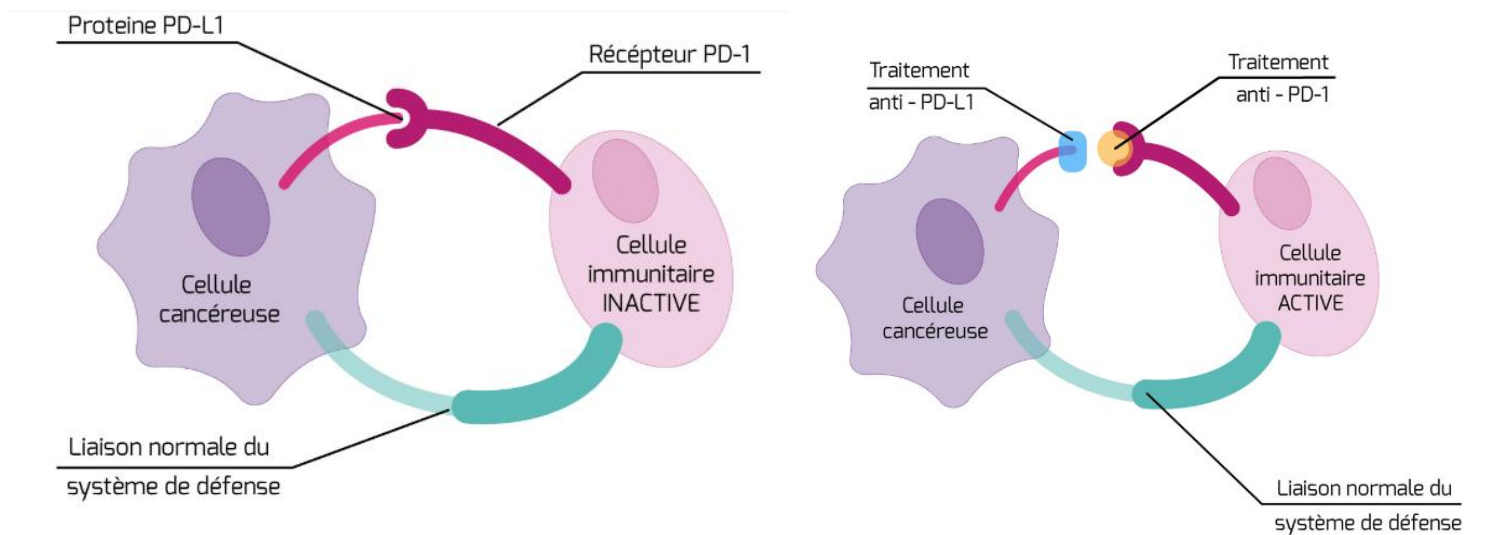 Proteine PD-L1
Récépteur PD-1
Cellule
cancéreuse
Cellule
immunitaire
INACTIVE
Liaison normale du
système de défense
Traitement
anti - PD-L1
Traitement
anti - PD-1
Cellule
cancéreuse
Cellule
immunitaire
ACTIVE
Liaison normale du
système de défense